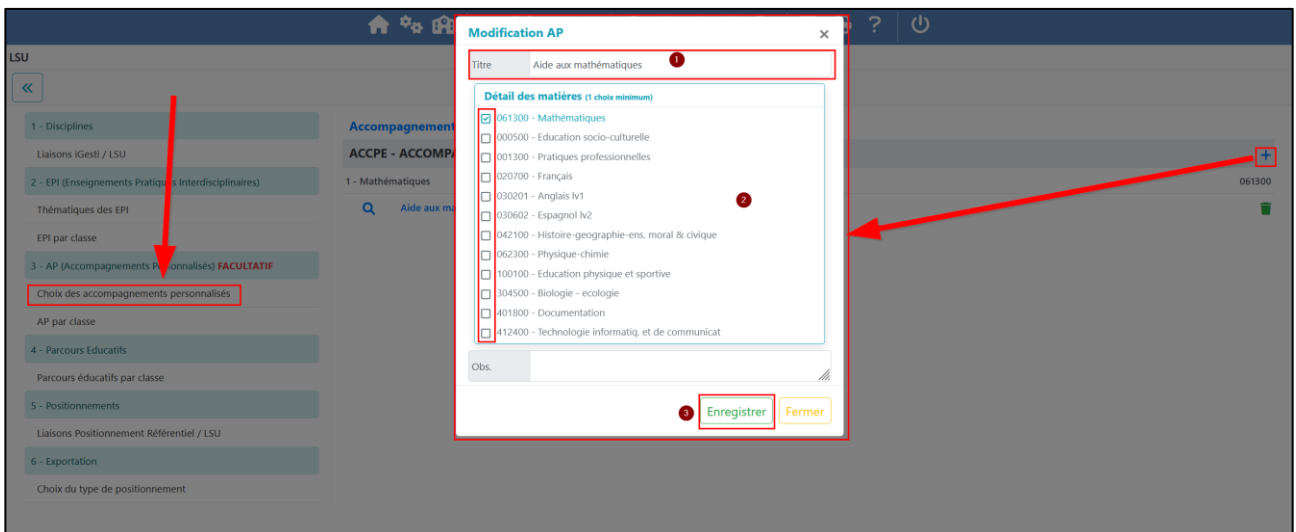 ?
LSU
«
1 - Disciplines
Liaisons iGesti / LSU
2 - EPI (Enseignements Pratiques Interdisciplinaires)
Thématiques des EPI
EPI par classe
3 - AP (Accompagnements Personnalisés) FACULTATIF
Choix des accompagnements personnalisés
AP par classe
4 - Parcours Educatifs
Parcours éducatifs par classe
5 - Positionnements
Liaisons Positionnement Référentiel / LSU
6 - Exportation
Choix du type de positionnement
Accompagnement
ACCPE - ACCOMPA
+
1 - Mathématiques
061300
Aide aux ma
Modification AP
×
Titre Aide aux mathématiques 1
Détail des matières (1 choix minimum)
061300 - Mathématiques
000500 - Education socio-culturelle
001300 - Pratiques professionnelles
020700 - Français
030201 - Anglais lv1
2
030602 - Espagnol lv2
042100 - Histoire-geographie-ens. moral & civique
062300 - Physique-chimie
100100 - Education physique et sportive
304500 - Biologie - ecologie
401800 - Documentation
412400 - Technologie informatiq. et de communicat
Obs.
3 Enregistrer Fermer